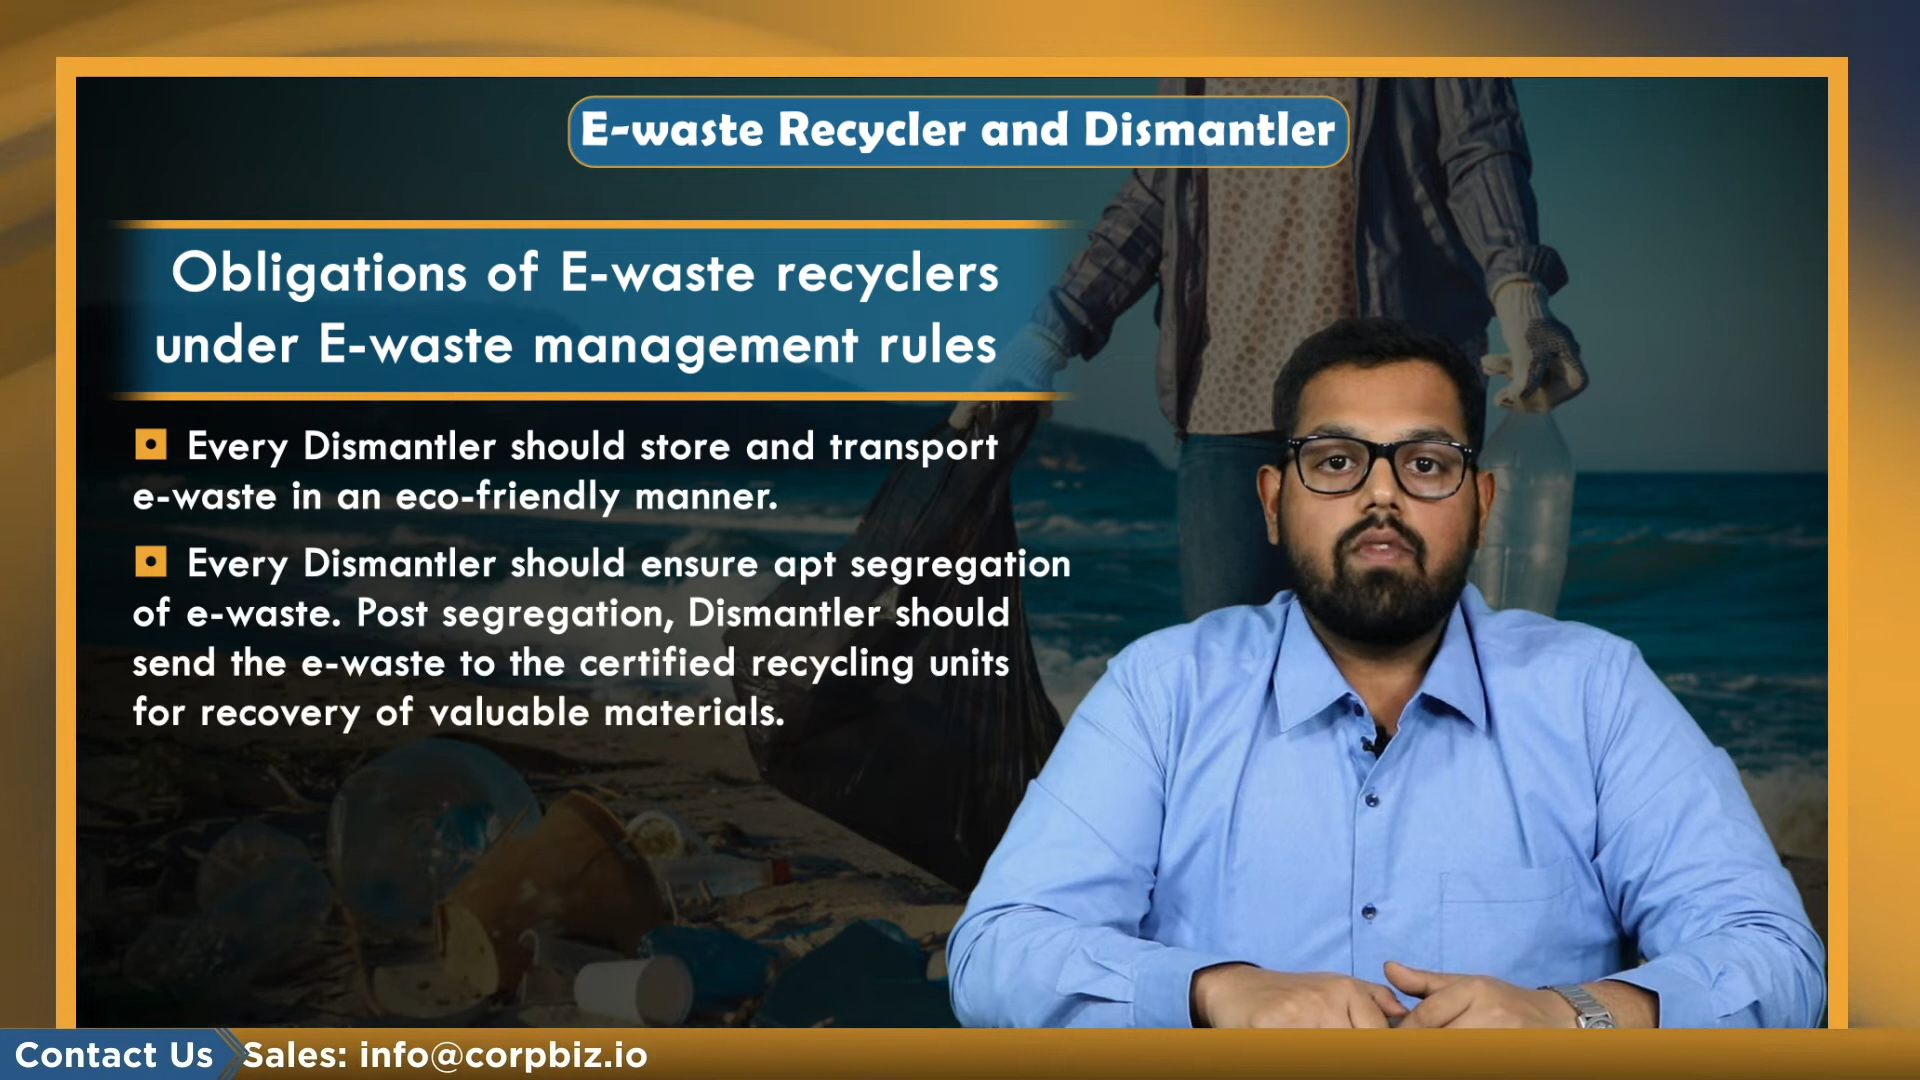 E-waste Recycler and Dismantler
Obligations of E-waste recyclers
under E-waste management rules
Every Dismantler should store and transport
e-waste in an eco-friendly manner.
Every Dismantler should ensure apt segregation
of e-waste. Post segregation, Dismantler should
send the e-waste to the certified recycling units
for recovery of valuable materials.
Contact Us Sales: info@corpbiz.io